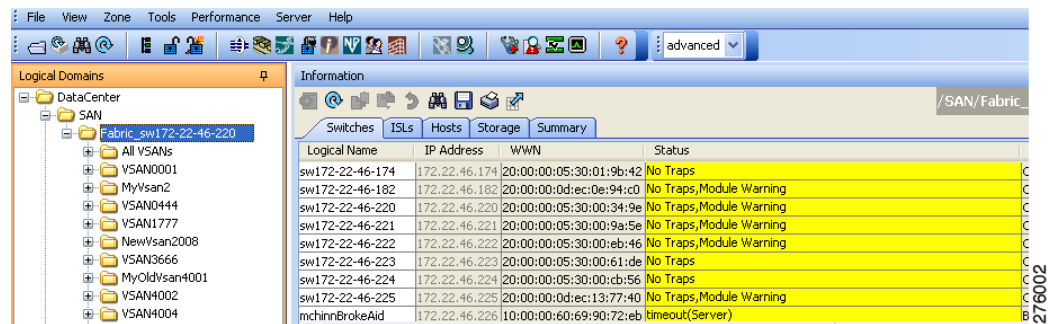 File View Zone Tools Performance Server Help
advanced
Logical Domains
Information
DataCenter
SAN
Fabric_sw172-22-46-220
All VSANs
VSAN0001
MyVsan2
VSAN0444
VSAN1777
NewVsan2008
VSAN3666
MyOldVsan4001
VSAN4002
VSAN4004
/SAN/Fabric_
Switches ISLs Hosts Storage Summary
Logical Name IP Address WWN Status
sw172-22-46-174 172.22.46.174 20:00:00:05:30:01:9b:42 No Traps
sw172-22-46-182 172.22.46.182 20:00:00:0d:ec:0e:94:c0 No Traps,Module Warning
sw172-22-46-220 172.22.46.220 20:00:00:05:30:00:34:9e No Traps,Module Warning
sw172-22-46-221 172.22.46.221 20:00:00:05:30:00:9a:5e No Traps,Module Warning
sw172-22-46-222 172.22.46.222 20:00:00:05:30:00:eb:46 No Traps,Module Warning
sw172-22-46-223 172.22.46.223 20:00:00:05:30:00:61:de No Traps
sw172-22-46-224 172.22.46.224 20:00:00:05:30:00:cb:56 No Traps
sw172-22-46-225 172.22.46.225 20:00:00:0d:ec:13:77:40 No Traps,Module Warning
mchinnBrokeAid 172.22.46.226 10:00:00:60:69:90:72:eb timeout(Server)
276002